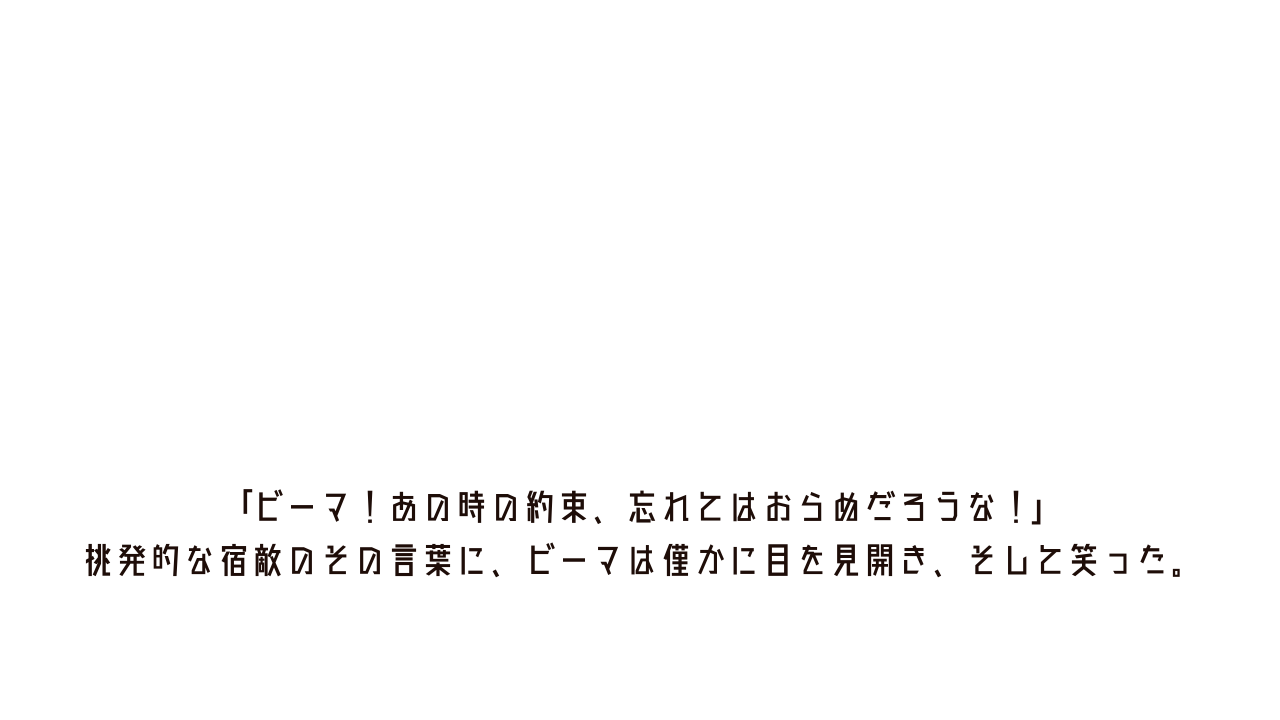 「ビーマ！あの時の約束、忘れとはおらぬだろうな！」
挑発的な宿敵のその言葉に、ビーマは僅かに目を見開き、そして笑った。